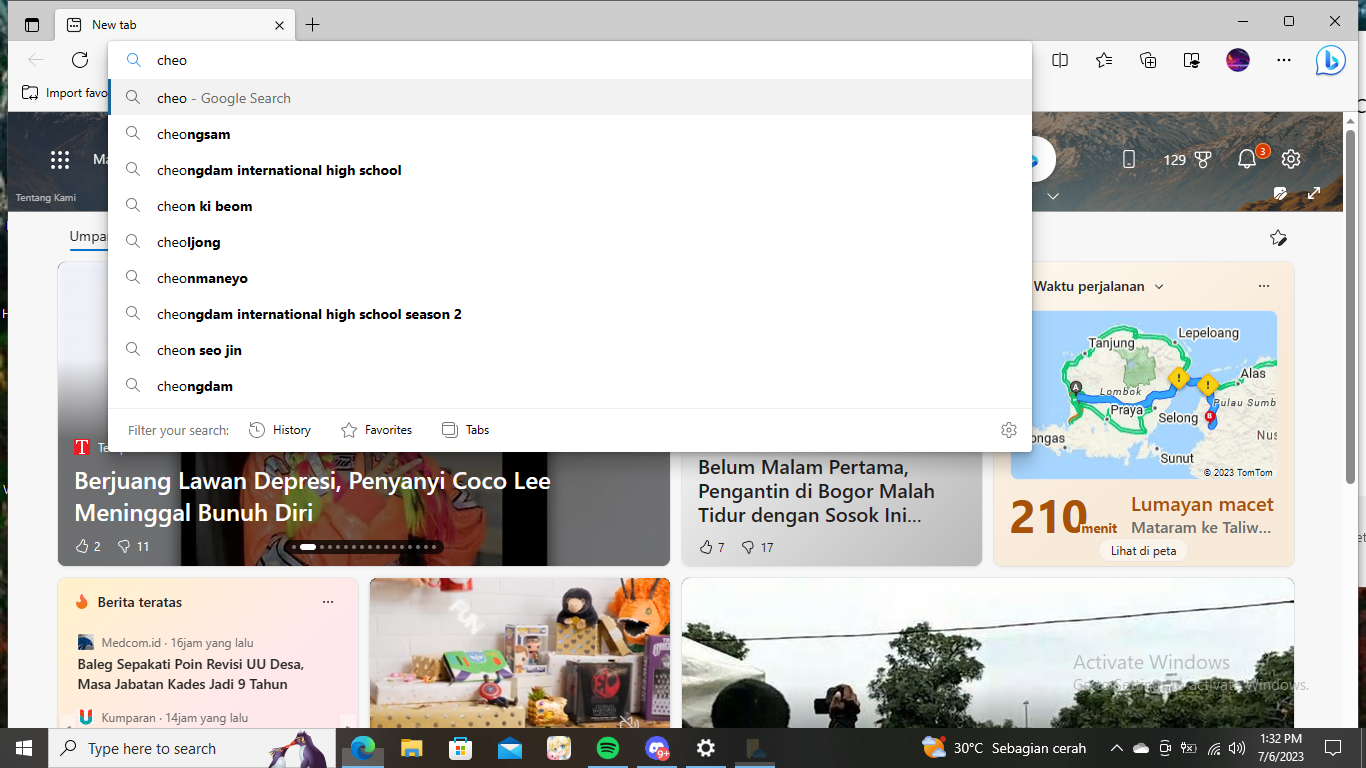 New tab
cheo
Import favo
cheo - Google Search
cheongsam
cheongdam international high school
cheon ki beom
cheoljong
cheonmaneyo
cheongdam international high school season 2
cheon seo jin
cheongdam
Filter your search:
History
Favorites
Tabs
Ma
Tentang Kami
129
3
Umpa
Waktu perjalanan
Tanjung
Lepeloang
Alas
Lombok
Praya
Selong
Pulau Sumb
ongas
Sunut
Nus
A
B
© 2023 TomTom
210 menit
Lumayan macet
Mataram ke Taliw...
Lihat di peta
Berjuang Lawan Depresi, Penyanyi Coco Lee
Meninggal Bunuh Diri
2
11
Belum Malam Pertama,
Pengantin di Bogor Malah
Tidur dengan Sosok Ini...
7
17
Berita teratas
Medcom.id · 16jam yang lalu
Baleg Sepakati Poin Revisi UU Desa,
Masa Jabatan Kades Jadi 9 Tahun
Kumparan · 14jam yang lalu
Activate Windows
Go to Settings to activate Windows.
Type here to search
9+
30°C Sebagian cerah
1:32 PM
7/6/2023